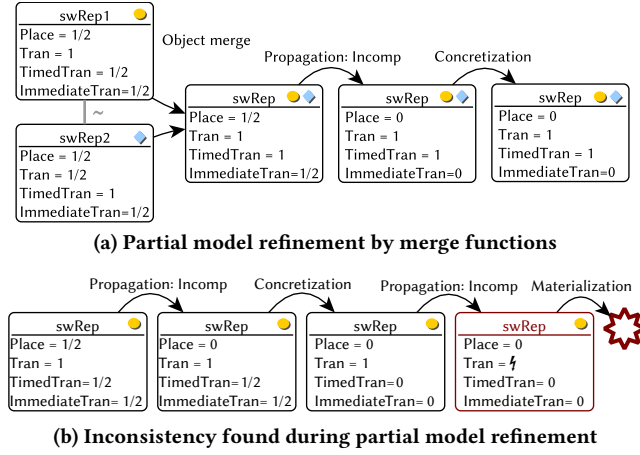 swRep1
Place = 1/2
Tran = 1
TimedTran = 1/2
ImmediateTran=1/2
~
swRep2
Place = 1/2
Tran = 1/2
TimedTran = 1
ImmediateTran=1/2
Object merge
swRep
Place = 1/2
Tran = 1
TimedTran = 1
ImmediateTran=1/2
Propagation: Incomp
swRep
Place = 0
Tran = 1
TimedTran = 1
ImmediateTran=0
Concretization
swRep
Place = 0
Tran = 1
TimedTran = 1
ImmediateTran=0
(a) Partial model refinement by merge functions
swRep
Place = 1/2
Tran = 1
TimedTran= 1/2
ImmediateTran= 1/2
Propagation: Incomp
swRep
Place = 0
Tran = 1
TimedTran= 1/2
ImmediateTran= 1/2
Concretization
swRep
Place = 0
Tran = 1
TimedTran=0
ImmediateTran= 0
Propagation: Incomp
swRep
Place = 0
Tran = ↯
TimedTran= 0
ImmediateTran= 0
Materialization
(b) Inconsistency found during partial model refinement